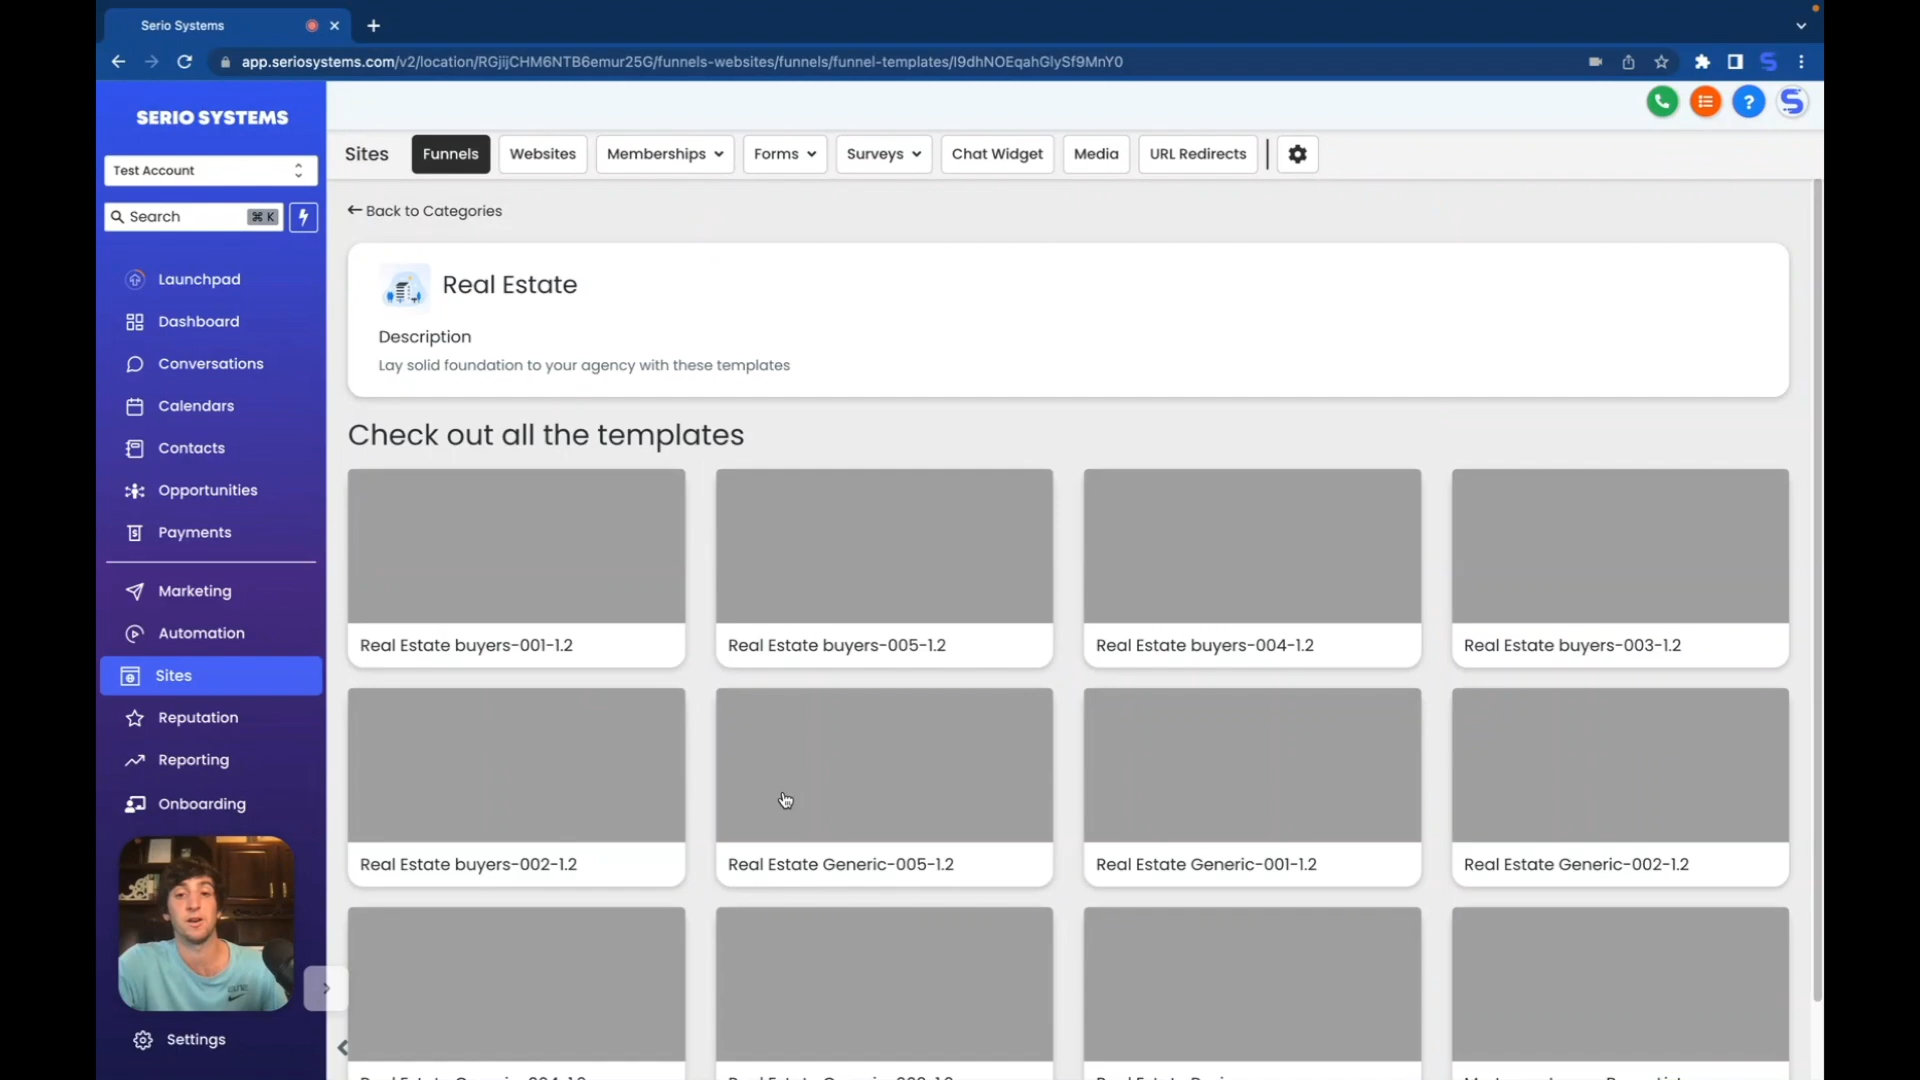 Serio Systems
app.seriosystems.com/v2/location/RGjijCHM6NTB6emur25G/funnels-websites/funnels/funnel-templates/I9dhNOEqahGlySf9MnY0
SERIO SYSTEMS
Test Account
Search ⌘ K
Launchpad
Dashboard
Conversations
Calendars
Contacts
Opportunities
Payments
Marketing
Automation
Sites
Reputation
Reporting
Onboarding
Settings
Sites Funnels Websites Memberships Forms Surveys Chat Widget Media URL Redirects
Back to Categories
Real Estate
Description
Lay solid foundation to your agency with these templates
Check out all the templates
Real Estate buyers-001-1.2
Real Estate buyers-005-1.2
Real Estate buyers-004-1.2
Real Estate buyers-003-1.2
Real Estate buyers-002-1.2
Real Estate Generic-005-1.2
Real Estate Generic-001-1.2
Real Estate Generic-002-1.2